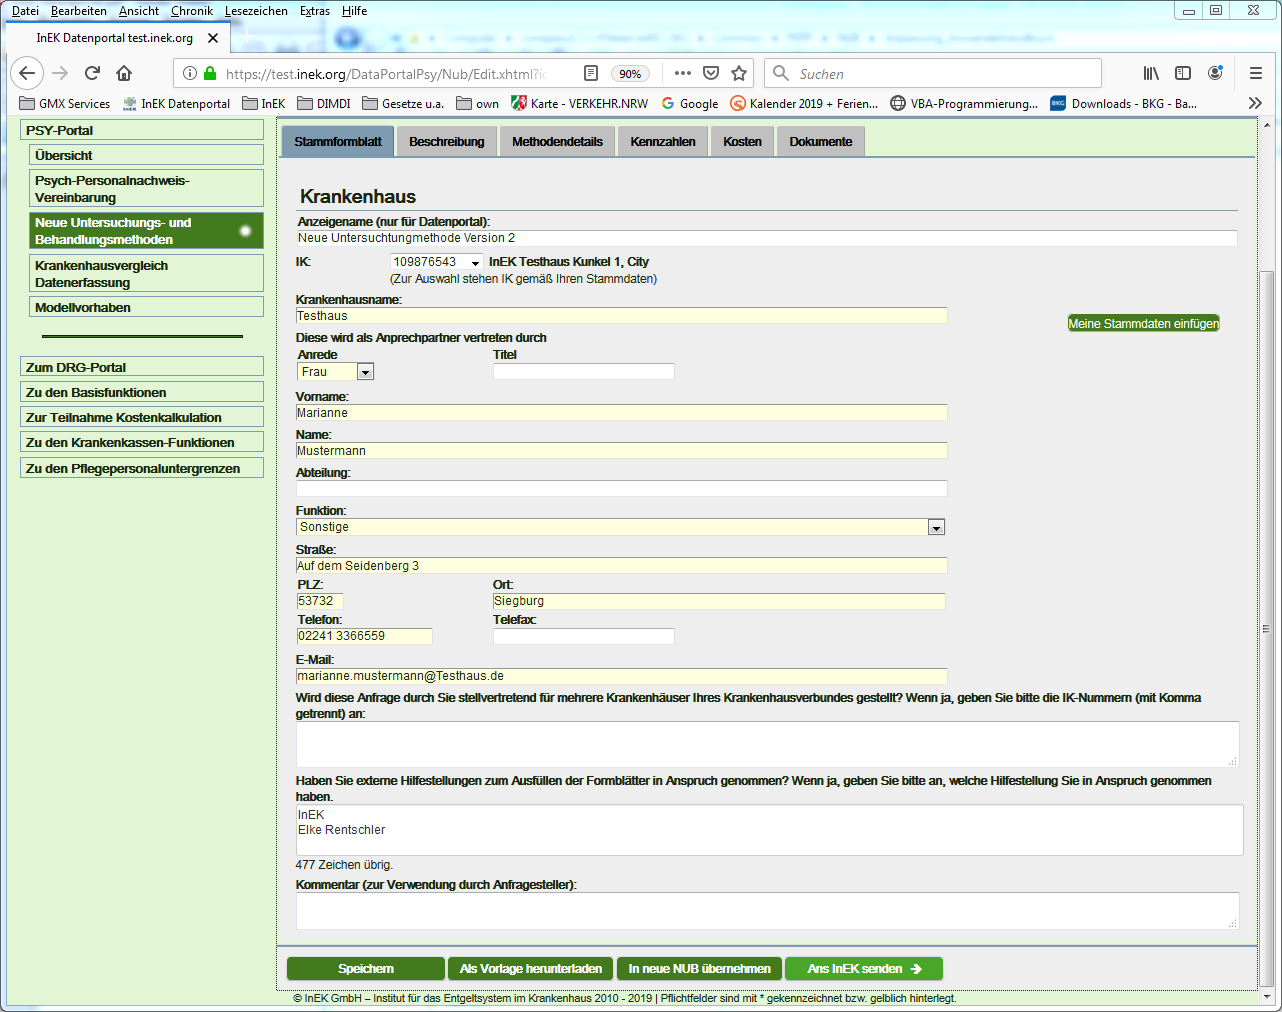 Datei Bearbeiten Ansicht Chronik Lesezeichen Extras Hilfe
InEK Datenportal test.inek.org
https://test.inek.org/DataPortalPsy/Nub/Edit.xhtml?ic
90%
Suchen
GMX Services InEK Datenportal InEK DIMDI Gesetze u.a. own Karte - VERKEHR.NRW Google Kalender 2019 + Ferien... VBA-Programmierung... Downloads - BKG - Ba...
PSY-Portal
Übersicht
Psych-Personalnachweis-
Vereinbarung
Neue Untersuchungs- und
Behandlungsmethoden
Krankenhausvergleich
Datenerfassung
Modellvorhaben
Zum DRG-Portal
Zu den Basisfunktionen
Zur Teilnahme Kostenkalkulation
Zu den Krankenkassen-Funktionen
Zu den Pflegepersonaluntergrenzen
Stammformblatt Beschreibung Methodendetails Kennzahlen Kosten Dokumente
Krankenhaus
Anzeigename (nur für Datenportal):
Neue Untersuchtungmethode Version 2
IK: 109876543 InEK Testhaus Kunkel 1, City
(Zur Auswahl stehen IK gemäß Ihren Stammdaten)
Krankenhausname:
Testhaus
Meine Stammdaten einfügen
Diese wird als Anprechpartner vertreten durch
Anrede Titel
Frau
Vorname:
Marianne
Name:
Mustermann
Abteilung:
Funktion:
Sonstige
Straße:
Auf dem Seidenberg 3
PLZ: Ort:
53732 Siegburg
Telefon: Telefax:
02241 3366559
E-Mail:
marianne.mustermann@Testhaus.de
Wird diese Anfrage durch Sie stellvertretend für mehrere Krankenhäuser Ihres Krankenhausverbundes gestellt? Wenn ja, geben Sie bitte die IK-Nummern (mit Komma
getrennt) an:
Haben Sie externe Hilfestellungen zum Ausfüllen der Formblätter in Anspruch genommen? Wenn ja, geben Sie bitte an, welche Hilfestellung Sie in Anspruch genommen
haben.
InEK
Elke Rentschler
477 Zeichen übrig.
Kommentar (zur Verwendung durch Anfragesteller):
Speichern Als Vorlage herunterladen In neue NUB übernehmen Ans InEK senden
© InEK GmbH – Institut für das Entgeltsystem im Krankenhaus 2010 - 2019 | Pflichtfelder sind mit * gekennzeichnet bzw. gelblich hinterlegt.